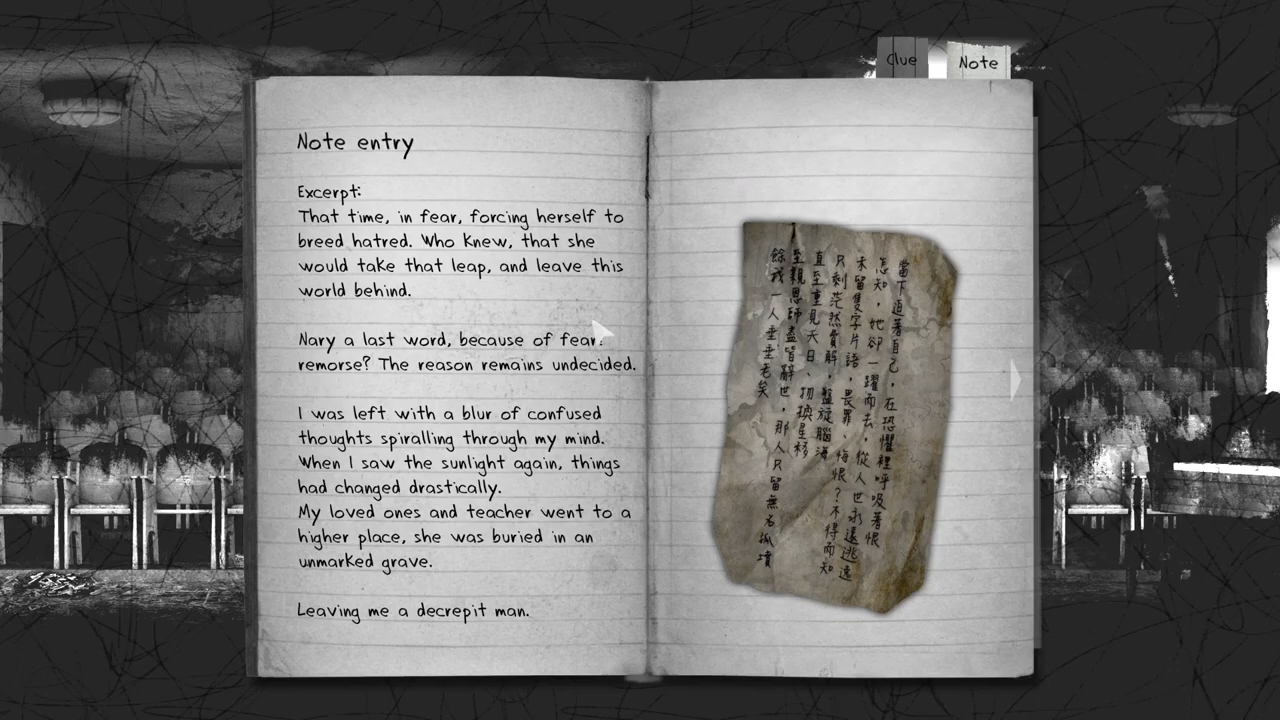 Clue
Note
Note entry
Excerpt:
That time, in fear, forcing herself to
breed hatred. Who knew, that she
would take that leap, and leave this
world behind.
Nary a last word, because of fear,
remorse? The reason remains undecided.
I was left with a blur of confused
thoughts spiralling through my mind.
When I saw the sunlight again, things
had changed drastically.
My loved ones and teacher went to a
higher place, she was buried in an
unmarked grave.
Leaving me a decrepit man.
當下逼著自己,在恐懼裡呼吸著恨
怎知,她卻一躍而去,從人世永遠逃逸
未留隻字片語,畏罪、悔恨?不得而知
只剩茫然費解,盤旋腦海
直至重見天日、物換星移
至親恩師盡皆辭世,那人只留無名孤墳
餘我一人垂垂老矣